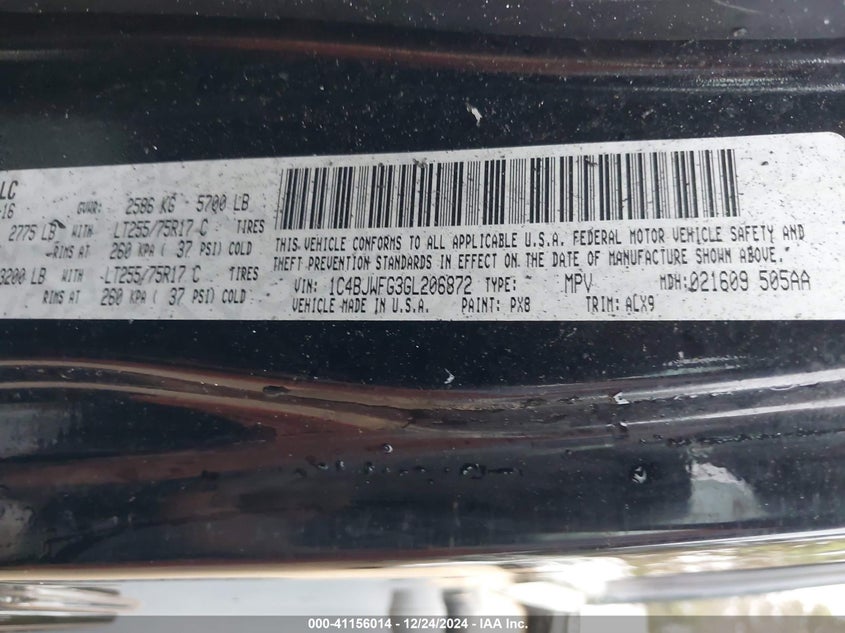 LC
-16 GVWR: 2586 KG 5700 LB
2775 LB WITH LT255/75R17 C TIRES
RIMS AT 260 KPA ( 37 PSI) COLD
3200 LB WITH LT255/75R17 C TIRES
RIMS AT 260 KPA ( 37 PSI) COLD
THIS VEHICLE CONFORMS TO ALL APPLICABLE U.S.A. FEDERAL MOTOR VEHICLE SAFETY AND
THEFT PREVENTION STANDARDS IN EFFECT ON THE DATE OF MANUFACTURE SHOWN ABOVE.
VIN: 1C4BJWFG3GL206872 TYPE: MPV MDH: 021609 505AA
VEHICLE MADE IN U.S.A. PAINT: PX8 TRIM: ACX9
000-41156014 - 12/24/2024 - IAA Inc.